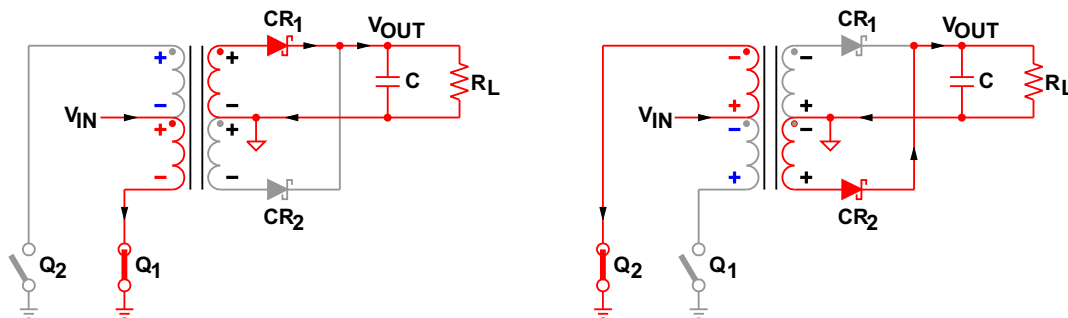 CR1
VOUT
+
+
-
C
RL
VIN
-
+
+
-
-
CR2
Q2
Q1
CR1
VOUT
-
-
+
C
RL
VIN
+
-
-
+
+
CR2
Q2
Q1